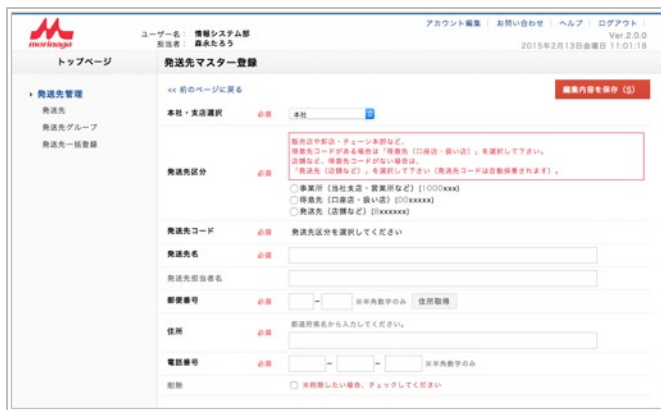 morinaga
ユーザー名： 情報システム部
担当者： 森永たろう
アカウント編集 | お問い合わせ | ヘルプ | ログアウト |
Ver.2.0.0
2015年2月13日金曜日 11:01:18
トップページ
発送先マスター登録
発送先管理
発送先
発送先グループ
発送先一括登録
<< 前のページに戻る
編集内容を保存（S）
本社・支店選択 必須 本社
発送先区分 必須
販売店や卸店・チェーン本部など、
得意先コードがある場合は「得意先（口座店・扱い店）」を選択して下さい。
店舗など、得意先コードがない場合は、
「発送先（店舗など）」を選択して下さい（発送先コードは自動採番されます）。
事業所（当社支店・営業所など）(1000xxx)
得意先（口座店・扱い店）(00xxxxx)
発送先（店舗など）(8xxxxxx)
発送先コード 必須 発送先区分を選択してください
発送先名 必須
発送先担当者名
郵便番号 必須 － ※半角数字のみ 住所取得
住所 必須 都道府県名から入力してください。
電話番号 必須 － － ※半角数字のみ
削除 ※削除したい場合、チェックしてください